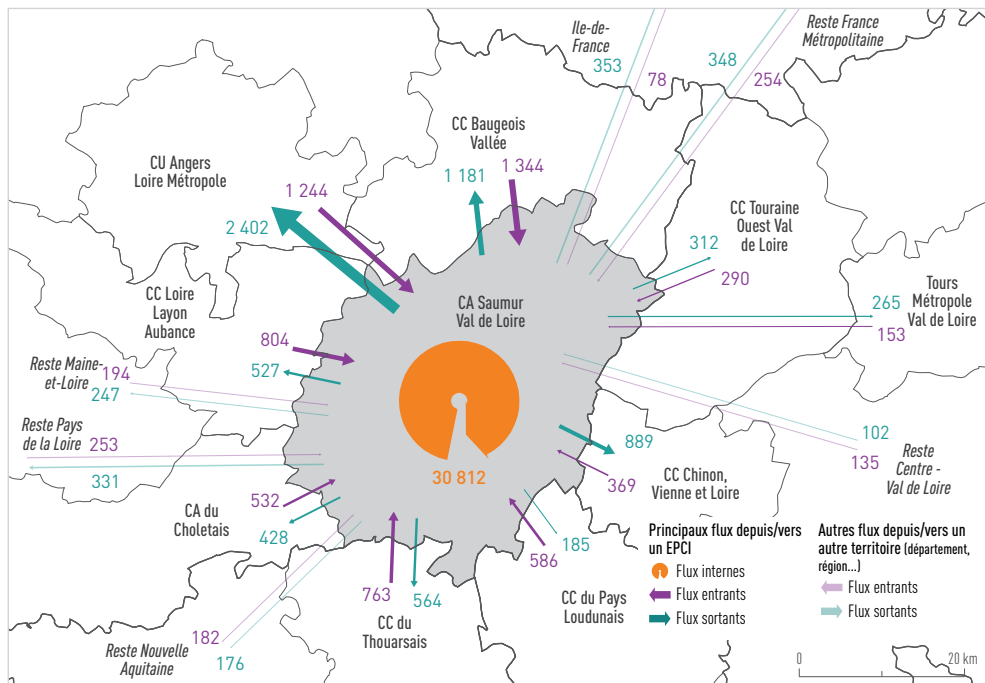 Ile-de-
France
353
78
348
Reste France
Métropolitaine
254
CU Angers
Loire Métropole
CC Baugeois
Vallée
1 181
1 344
1 244
2 402
CC Touraine
Ouest Val
de Loire
312
290
Tours
Métropole
Val de Loire
265
153
CC Loire
Layon
Aubance
CA Saumur
Val de Loire
804
527
Reste Maine-
et-Loire
194
247
Reste Pays
de la Loire
253
331
30 812
102
135
Reste
Centre -
Val de Loire
889
369
CC Chinon,
Vienne et Loire
CA du
Choletais
532
428
185
586
763
564
CC du
Thouarsais
CC du Pays
Loudunais
182
176
Reste Nouvelle
Aquitaine
Principaux flux depuis/vers
un EPCI
Flux internes
Flux entrants
Flux sortants
Autres flux depuis/vers un
autre territoire (département,
région...)
Flux entrants
Flux sortants
0
20 km